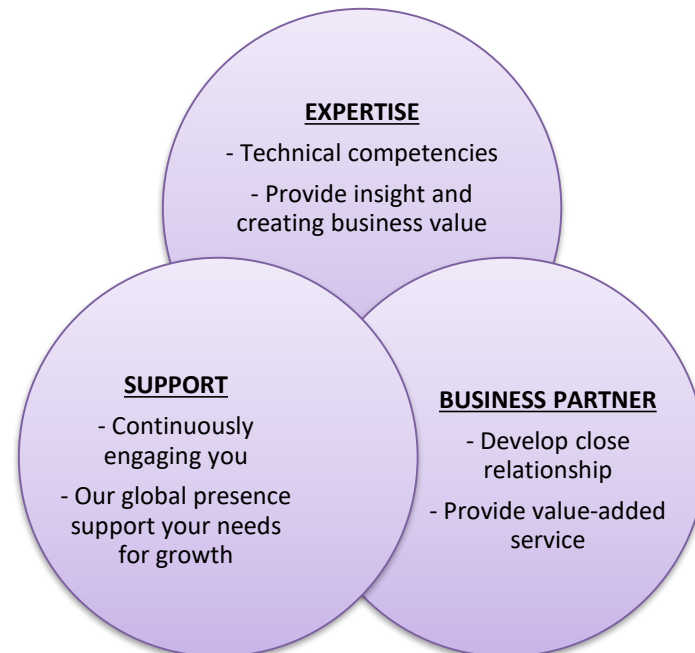 EXPERTISE
- Technical competencies
- Provide insight and
creating business value
SUPPORT
- Continuously
engaging you
- Our global presence
support your needs
for growth
BUSINESS PARTNER
- Develop close
relationship
- Provide value-added
service